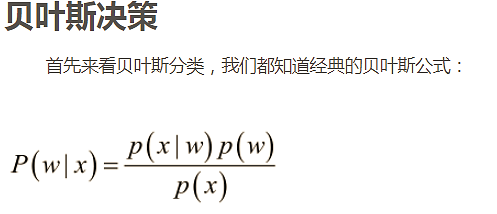 贝叶斯决策
首先来看贝叶斯分类，我们都知道经典的贝叶斯公式：
P(w|x)=p(x|w)p(w)/p(x)